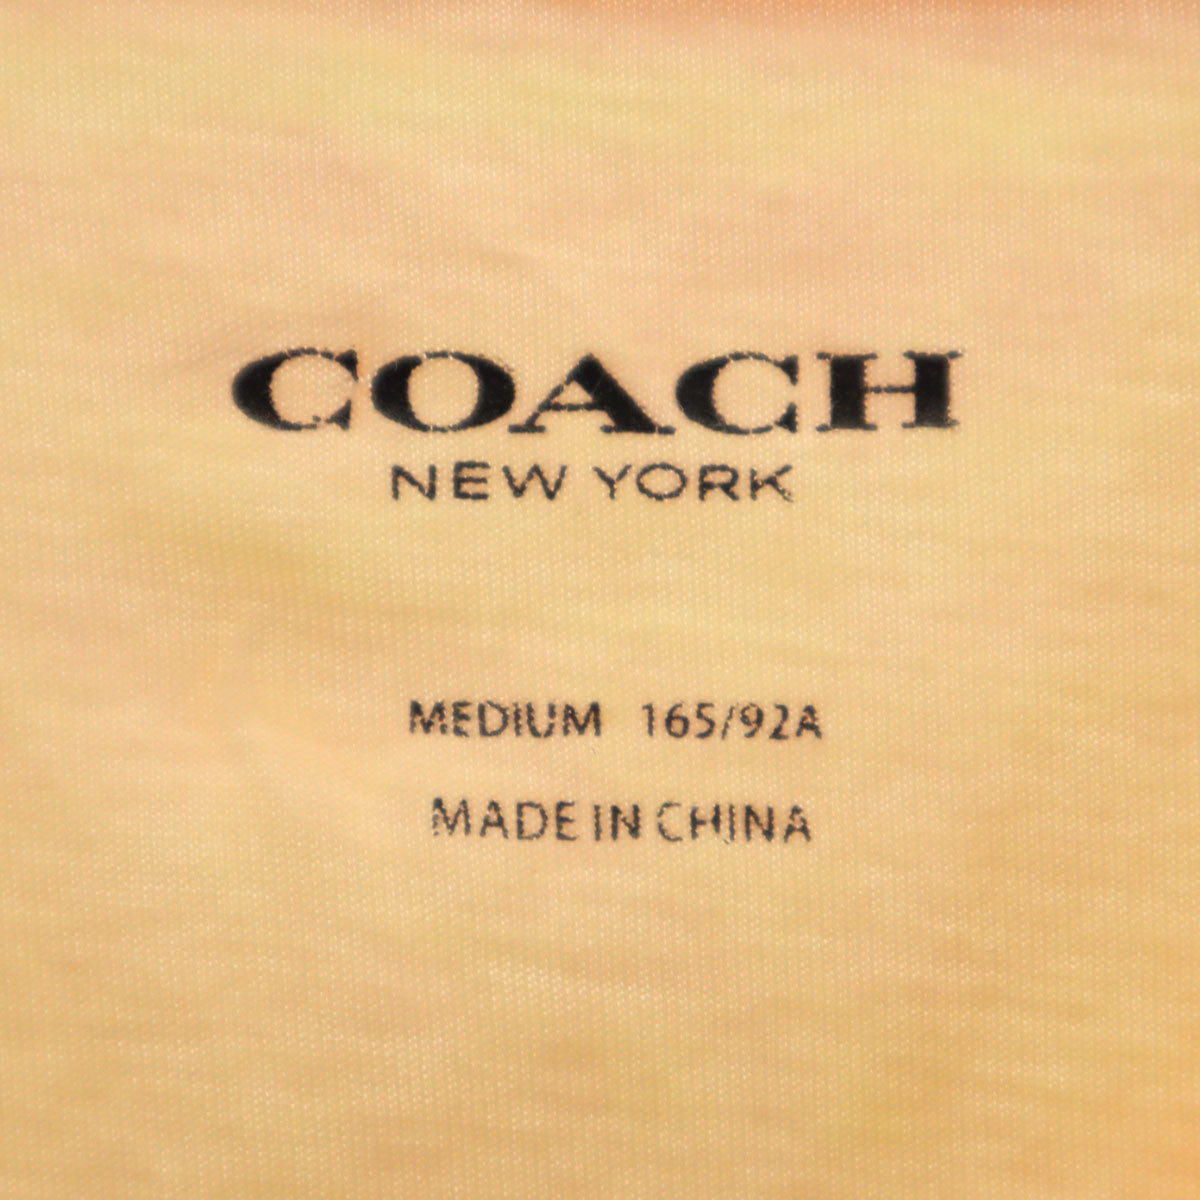 COACH
NEW YORK
MEDIUM 165/92A
MADE IN CHINA